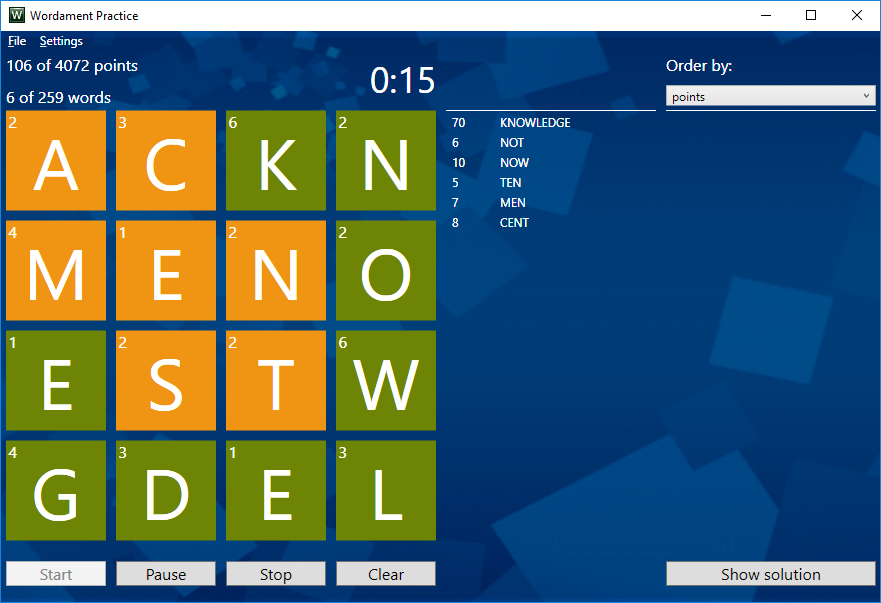 W Wordament Practice
File Settings
106 of 4072 points
6 of 259 words
0:15
Order by:
points
2 A 3 C 6 K 2 N
4 M 1 E 2 N 2 O
1 E 2 S 2 T 6 W
4 G 3 D 1 E 3 L
70 KNOWLEDGE
6 NOT
10 NOW
5 TEN
7 MEN
8 CENT
Start Pause Stop Clear Show solution